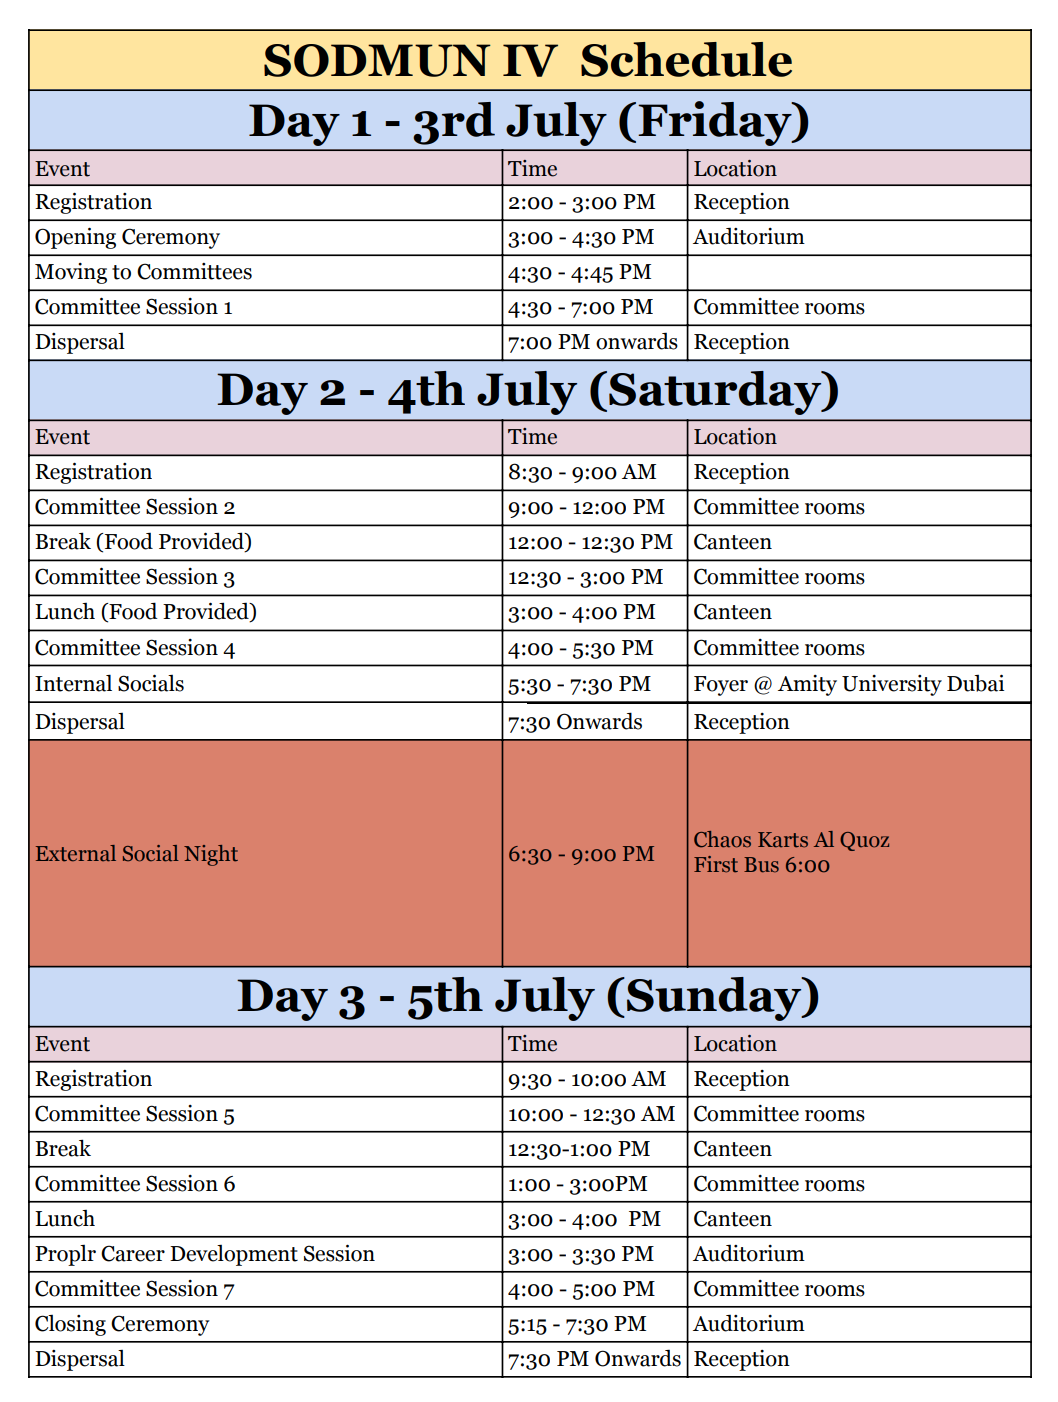 SODMUN IV  Schedule
Day 1 - 3rd July (Friday)
Event Time Location
Registration 2:00 - 3:00 PM Reception
Opening Ceremony 3:00 - 4:30 PM Auditorium
Moving to Committees 4:30 - 4:45 PM
Committee Session 1 4:30 - 7:00 PM Committee rooms
Dispersal 7:00 PM onwards Reception
Day 2 - 4th July (Saturday)
Event Time Location
Registration 8:30 - 9:00 AM Reception
Committee Session 2 9:00 - 12:00 PM Committee rooms
Break (Food Provided) 12:00 - 12:30 PM Canteen
Committee Session 3 12:30 - 3:00 PM Committee rooms
Lunch (Food Provided) 3:00 - 4:00 PM Canteen
Committee Session 4 4:00 - 5:30 PM Committee rooms
Internal Socials 5:30 - 7:30 PM Foyer @ Amity University Dubai
Dispersal 7:30 Onwards Reception
External Social Night 6:30 - 9:00 PM Chaos Karts Al Quoz
First Bus 6:00
Day 3 - 5th July (Sunday)
Event Time Location
Registration 9:30 - 10:00 AM Reception
Committee Session 5 10:00 - 12:30 AM Committee rooms
Break 12:30-1:00 PM Canteen
Committee Session 6 1:00 - 3:00PM Committee rooms
Lunch 3:00 - 4:00  PM Canteen
Proplr Career Development Session 3:00 - 3:30 PM Auditorium
Committee Session 7 4:00 - 5:00 PM Committee rooms
Closing Ceremony 5:15 - 7:30 PM Auditorium
Dispersal 7:30 PM Onwards Reception